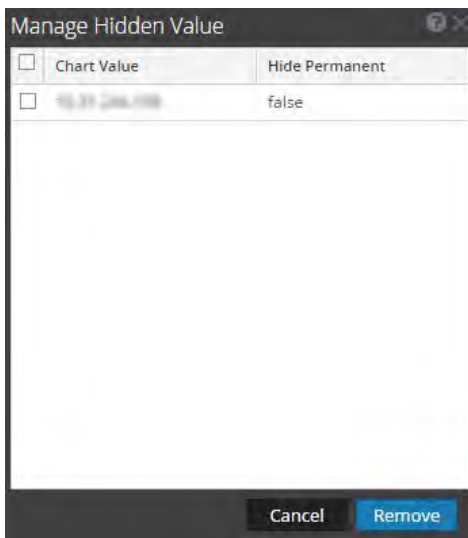 Manage Hidden Value
Chart Value Hide Permanent
false
Cancel Remove